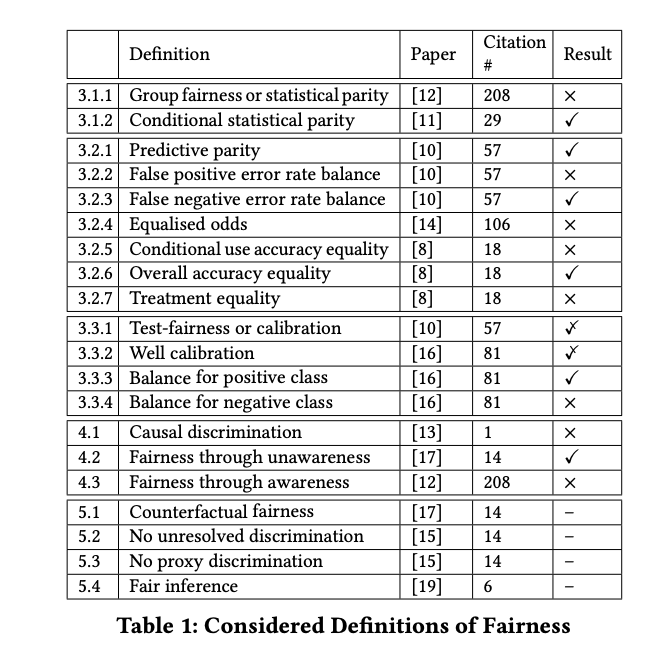 Definition Paper Citation # Result
3.1.1 Group fairness or statistical parity [12] 208 ×
3.1.2 Conditional statistical parity [11] 29 ✓
3.2.1 Predictive parity [10] 57 ✓
3.2.2 False positive error rate balance [10] 57 ×
3.2.3 False negative error rate balance [10] 57 ✓
3.2.4 Equalised odds [14] 106 ×
3.2.5 Conditional use accuracy equality [8] 18 ×
3.2.6 Overall accuracy equality [8] 18 ✓
3.2.7 Treatment equality [8] 18 ×
3.3.1 Test-fairness or calibration [10] 57 ✓̗
3.3.2 Well calibration [16] 81 ✓̗
3.3.3 Balance for positive class [16] 81 ✓
3.3.4 Balance for negative class [16] 81 ×
4.1 Causal discrimination [13] 1 ×
4.2 Fairness through unawareness [17] 14 ✓
4.3 Fairness through awareness [12] 208 ×
5.1 Counterfactual fairness [17] 14 –
5.2 No unresolved discrimination [15] 14 –
5.3 No proxy discrimination [15] 14 –
5.4 Fair inference [19] 6 –
Table 1: Considered Definitions of Fairness